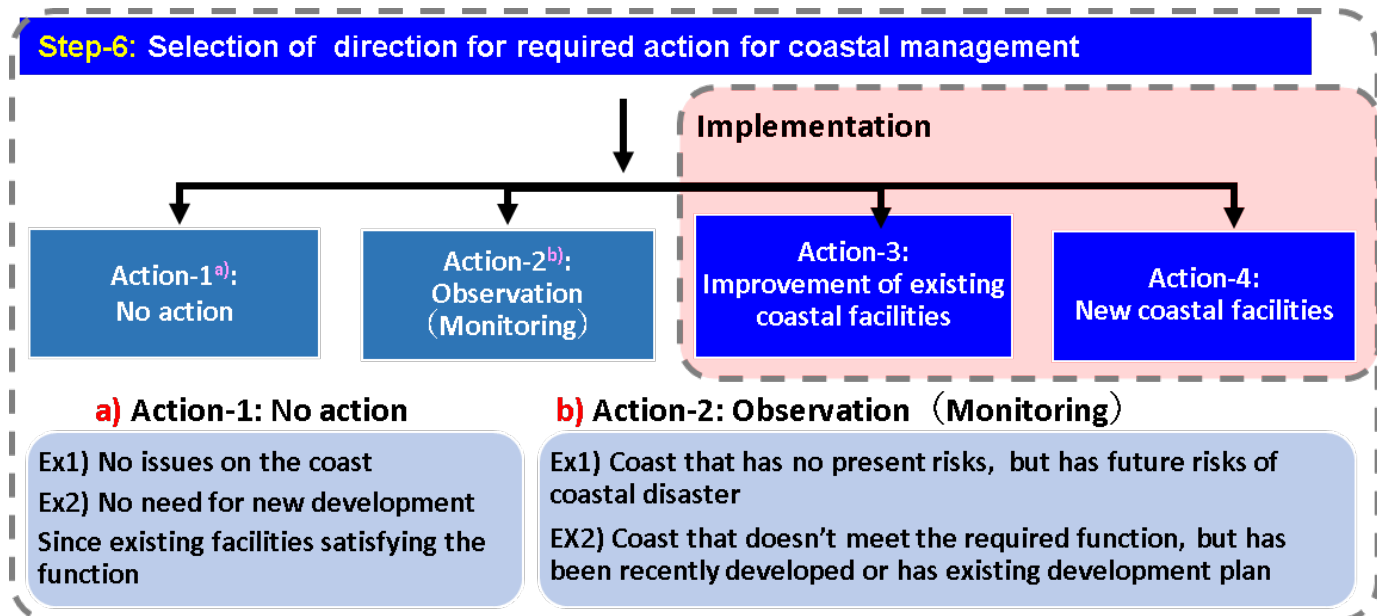 Step-6: Selection of direction for required action for coastal management
Implementation
Action-1a):
No action
Action-2b):
Observation
（Monitoring）
Action-3:
Improvement of existing
coastal facilities
Action-4:
New coastal facilities
a) Action-1: No action
Ex1) No issues on the coast
Ex2) No need for new development
Since existing facilities satisfying the
function
b) Action-2: Observation（Monitoring）
Ex1) Coast that has no present risks, but has future risks of
coastal disaster
EX2) Coast that doesn’t meet the required function, but has
been recently developed or has existing development plan